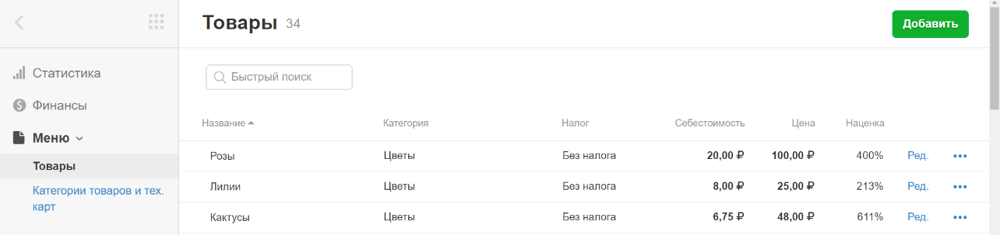 Товары 34
Добавить
Статистика
Финансы
Меню
Товары
Категории товаров и тех.
карт
Быстрый поиск
Название Категория Налог Себестоимость Цена Наценка
Розы Цветы Без налога 20,00 ₽ 100,00 ₽ 400% Ред.
Лилии Цветы Без налога 8,00 ₽ 25,00 ₽ 213% Ред.
Кактусы Цветы Без налога 6,75 ₽ 48,00 ₽ 611% Ред.